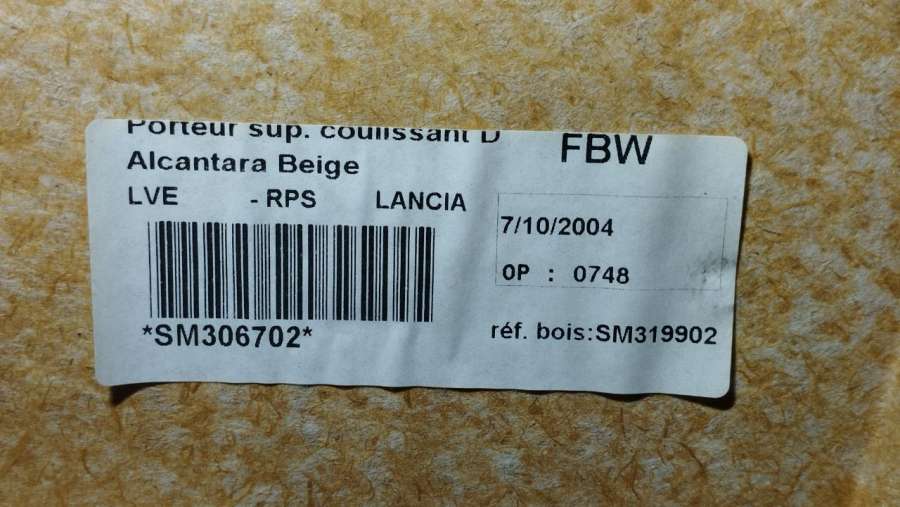 Porteur sup. coulissant D
Alcantara Beige
FBW
LVE - RPS LANCIA
7/10/2004
OP : 0748
*SM306702*
réf. bois:SM319902